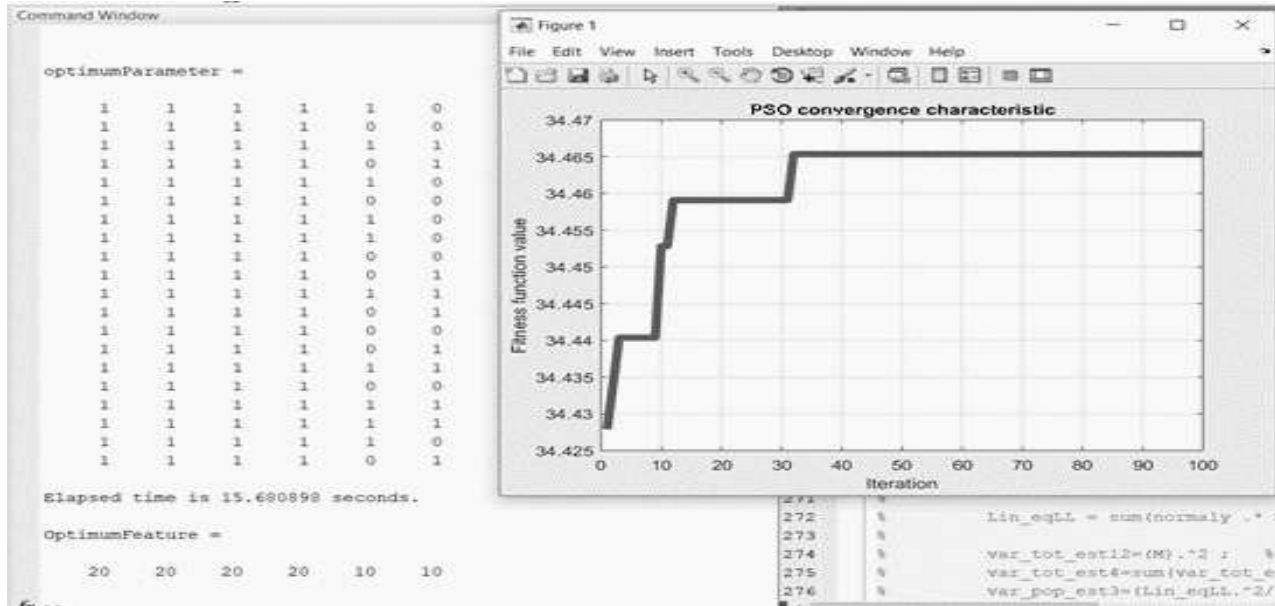 Command Window
optimumParameter =
1 1 1 1 1 0
1 1 1 1 0 0
1 1 1 1 1 1
1 1 1 1 0 1
1 1 1 1 1 0
1 1 1 1 0 0
1 1 1 1 1 0
1 1 1 1 1 0
1 1 1 1 0 0
1 1 1 1 0 1
1 1 1 1 1 1
1 1 1 1 0 1
1 1 1 1 0 0
1 1 1 1 0 1
1 1 1 1 1 1
1 1 1 1 0 0
1 1 1 1 1 1
1 1 1 1 1 1
1 1 1 1 1 0
1 1 1 1 0 1
Elapsed time is 15.680898 seconds.
OptimumFeature =
20 20 20 20 10 10
Figure 1
File Edit View Insert Tools Desktop Window Help
PSO convergence characteristic
34.47
34.465
34.46
34.455
34.45
34.445
34.44
34.435
34.43
34.425
Fitness function value
0 10 20 30 40 50 60 70 80 90 100
Iteration
271
272 % Lin_eqLL = sum(normaly .*
273 %
274 % var_tot_est12=(M).^2 ; %
275 % var_tot_est4=sum(var_tot_e
276 % var_pop_est3=(Lin_eqLL.^2/